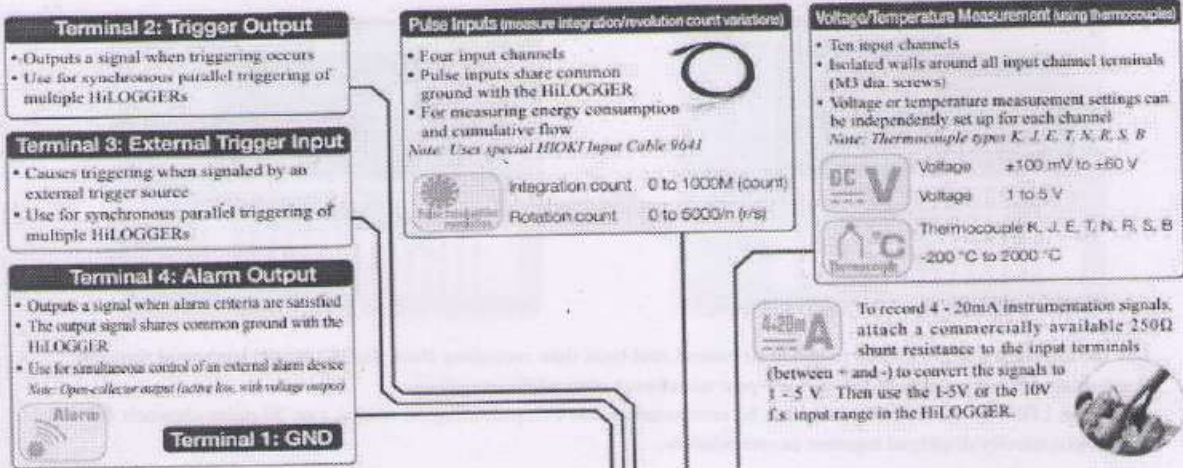 Terminal 2: Trigger Output
• Outputs a signal when triggering occurs
• Use for synchronous parallel triggering of
multiple HiLOGGERs
Terminal 3: External Trigger Input
• Causes triggering when signaled by an
external trigger source
• Use for synchronous parallel triggering of
multiple HiLOGGERs
Terminal 4: Alarm Output
• Outputs a signal when alarm criteria are satisfied
• The output signal shares common ground with the
HiLOGGER
• Use for simultaneous control of an external alarm device
Note: Open-collector output (active low, with voltage output)
Alarm
Terminal 1: GND
Pulse Inputs (measure integration/revolution count variations)
• Four input channels
• Pulse inputs share common
ground with the HiLOGGER
• For measuring energy consumption
and cumulative flow
Note: Uses special HIOKI Input Cable 9641
Integration count 0 to 1000M (count)
Rotation count 0 to 5000/n (r/s)
Voltage/Temperature Measurement (using thermocouples)
• Ten input channels
• Isolated walls around all input channel terminals
(M3 dia. screws)
• Voltage or temperature measurement settings can
be independently set up for each channel
Note: Thermocouple types K, J, E, T, N, R, S, B
DC V
Voltage ±100 mV to ±60 V
Voltage 1 to 5 V
°C
Thermocouple
Thermocouple K, J, E, T, N, R, S, B
-200 °C to 2000 °C
4-20m A
To record 4 - 20mA instrumentation signals,
attach a commercially available 250Ω
shunt resistance to the input terminals
(between + and -) to convert the signals to
1 - 5 V. Then use the 1-5V or the 10V
f.s. input range in the HiLOGGER.